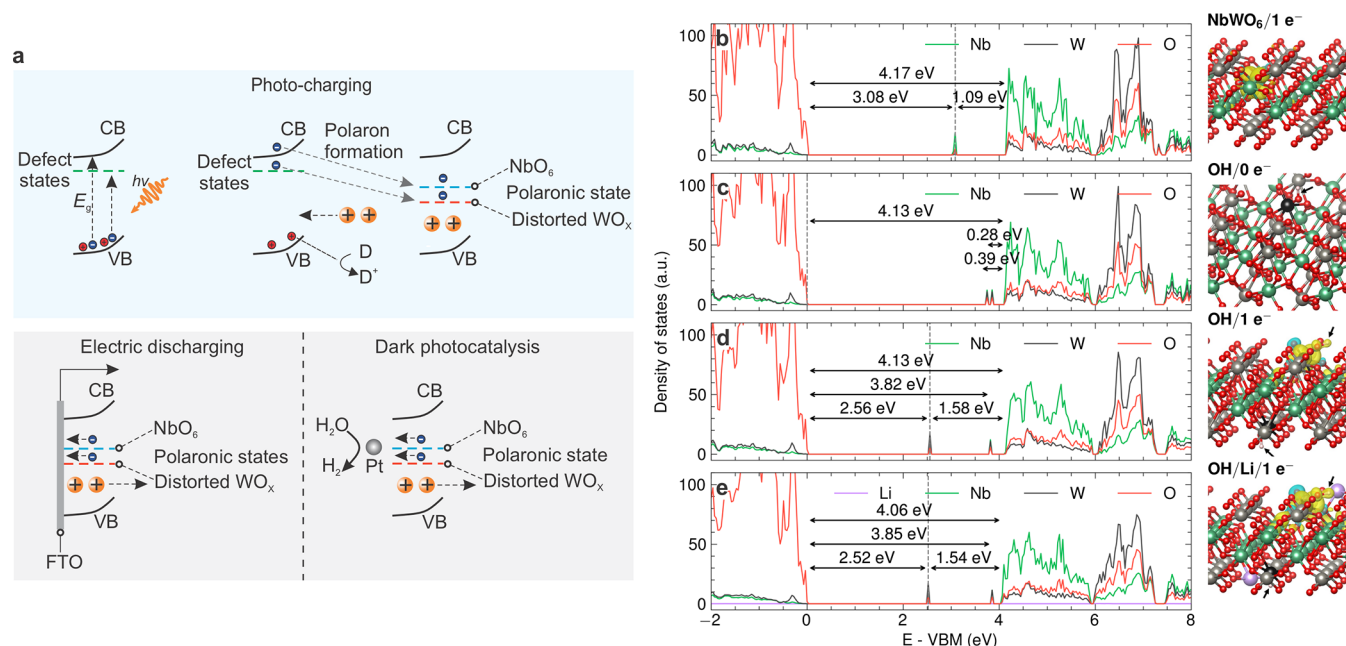 a
Photo-charging
CB
Defect
states
E_g
hν
VB
CB
Defect
states
Polaron
formation
VB
D
D⁺
CB
NbO₆
Polaronic state
Distorted WOₓ
VB
Electric discharging
CB
NbO₆
Polaronic states
Distorted WOₓ
VB
FTO
Dark photocatalysis
CB
H₂O
H₂
Pt
NbO₆
Polaronic state
Distorted WOₓ
VB
Density of states (a.u.)
b
Nb W O
100
50
0
4.17 eV
3.08 eV 1.09 eV
NbWO₆/1 e⁻
c
Nb W O
100
50
0
4.13 eV
0.28 eV
0.39 eV
OH/0 e⁻
d
Nb W O
100
50
0
4.13 eV
3.82 eV
2.56 eV 1.58 eV
OH/1 e⁻
e
Li Nb W O
100
50
0
4.06 eV
3.85 eV
2.52 eV 1.54 eV
OH/Li/1 e⁻
−2 0 2 4 6 8
E - VBM (eV)